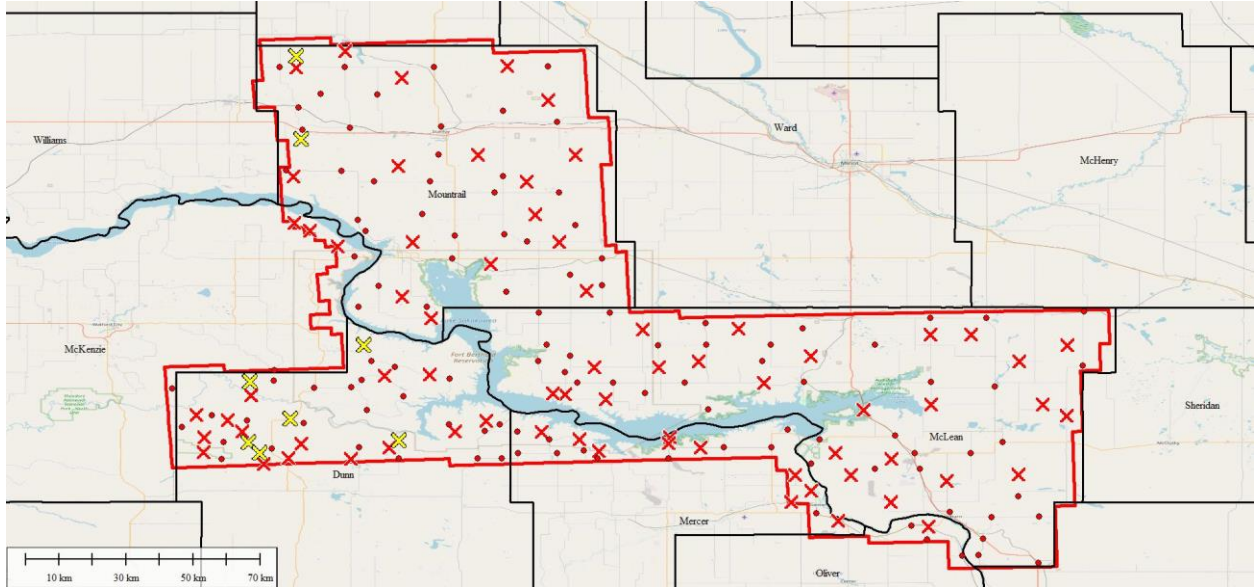 Williams
Ward
McHenry
Mountrail
McKenzie
McLean
Sheridan
Dunn
Mercer
Oliver
10 km 30 km 50 km 70 km